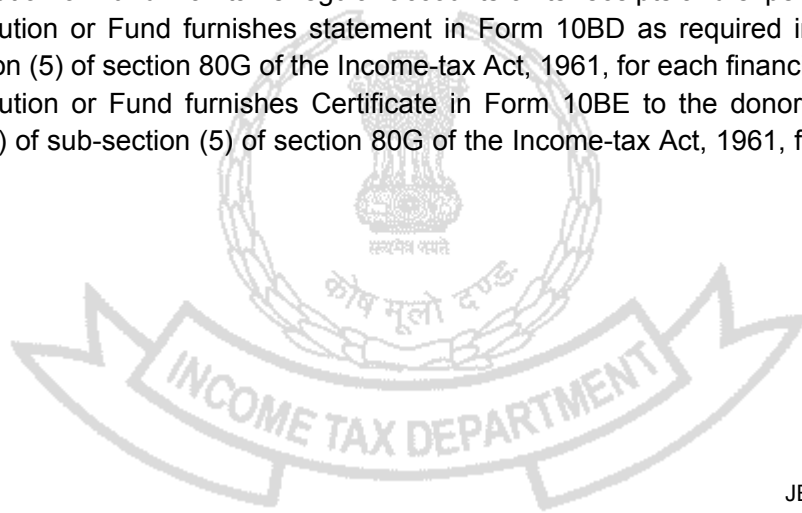 ution or Fund furnishes statement in Form 10BD as required i
on (5) of section 80G of the Income-tax Act, 1961, for each financ
ution or Fund furnishes Certificate in Form 10BE to the donor
) of sub-section (5) of section 80G of the Income-tax Act, 1961, f
सत्यमेव जयते
कोष मूलो दण्ड:
INCOME TAX DEPARTMENT
JE